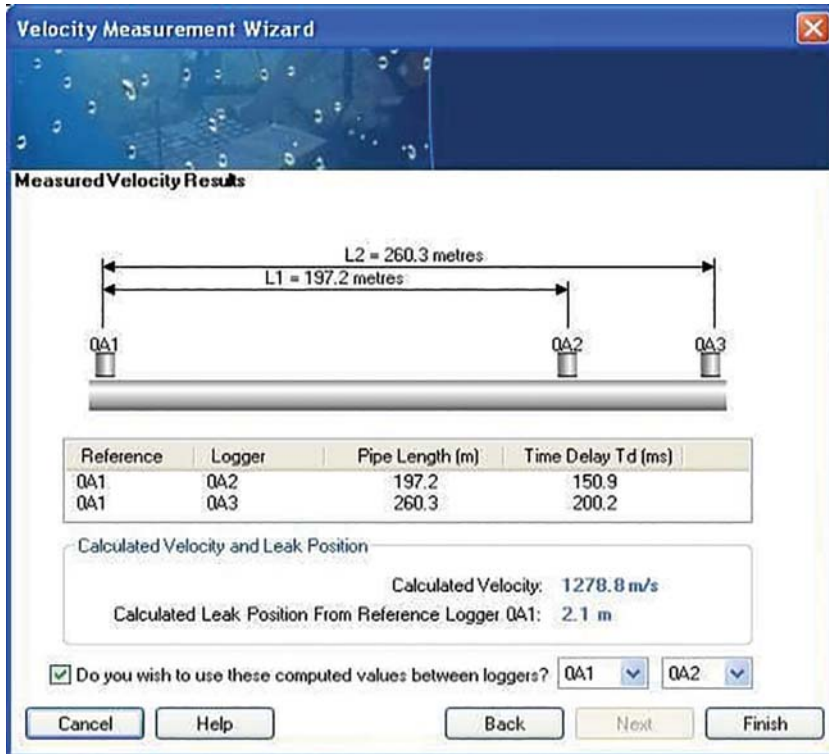 Velocity Measurement Wizard
Measured Velocity Results
L2 = 260.3 metres
L1 = 197.2 metres
0A1 0A2 0A3
Reference Logger Pipe Length (m) Time Delay Td (ms)
0A1 0A2 197.2 150.9
0A1 0A3 260.3 200.2
Calculated Velocity and Leak Position
Calculated Velocity: 1278.8 m/s
Calculated Leak Position From Reference Logger 0A1: 2.1 m
Do you wish to use these computed values between loggers? 0A1 0A2
Cancel Help Back Next Finish